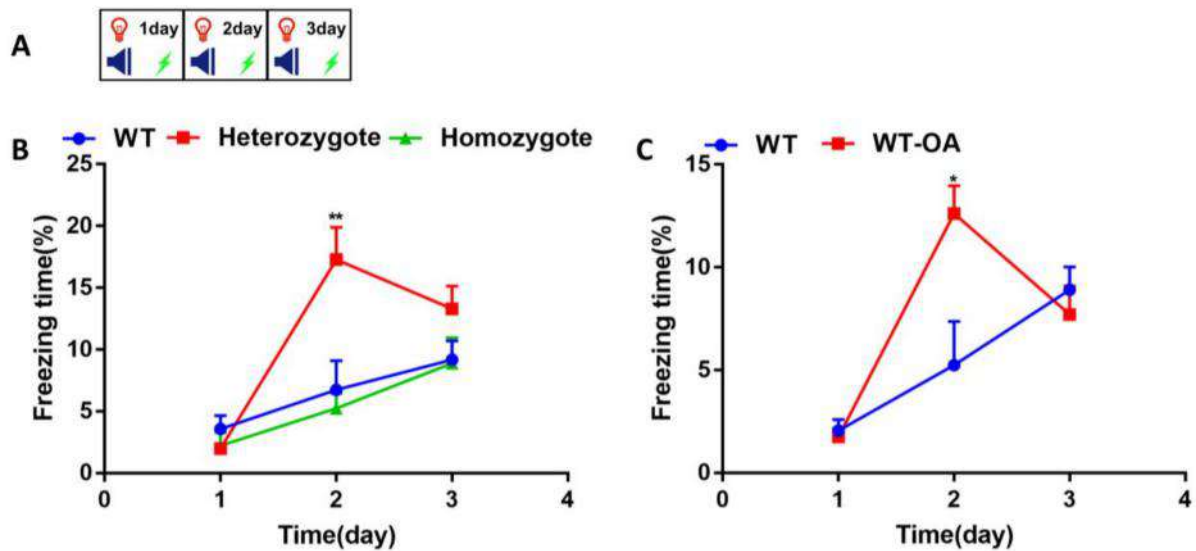 A
1day 2day 3day
B
WT Heterozygote Homozygote
Freezing time(%)
25
20
15
10
5
0
**
0 1 2 3 4
Time(day)
C
WT WT-OA
Freezing time(%)
15
10
5
0
*
0 1 2 3 4
Time(day)